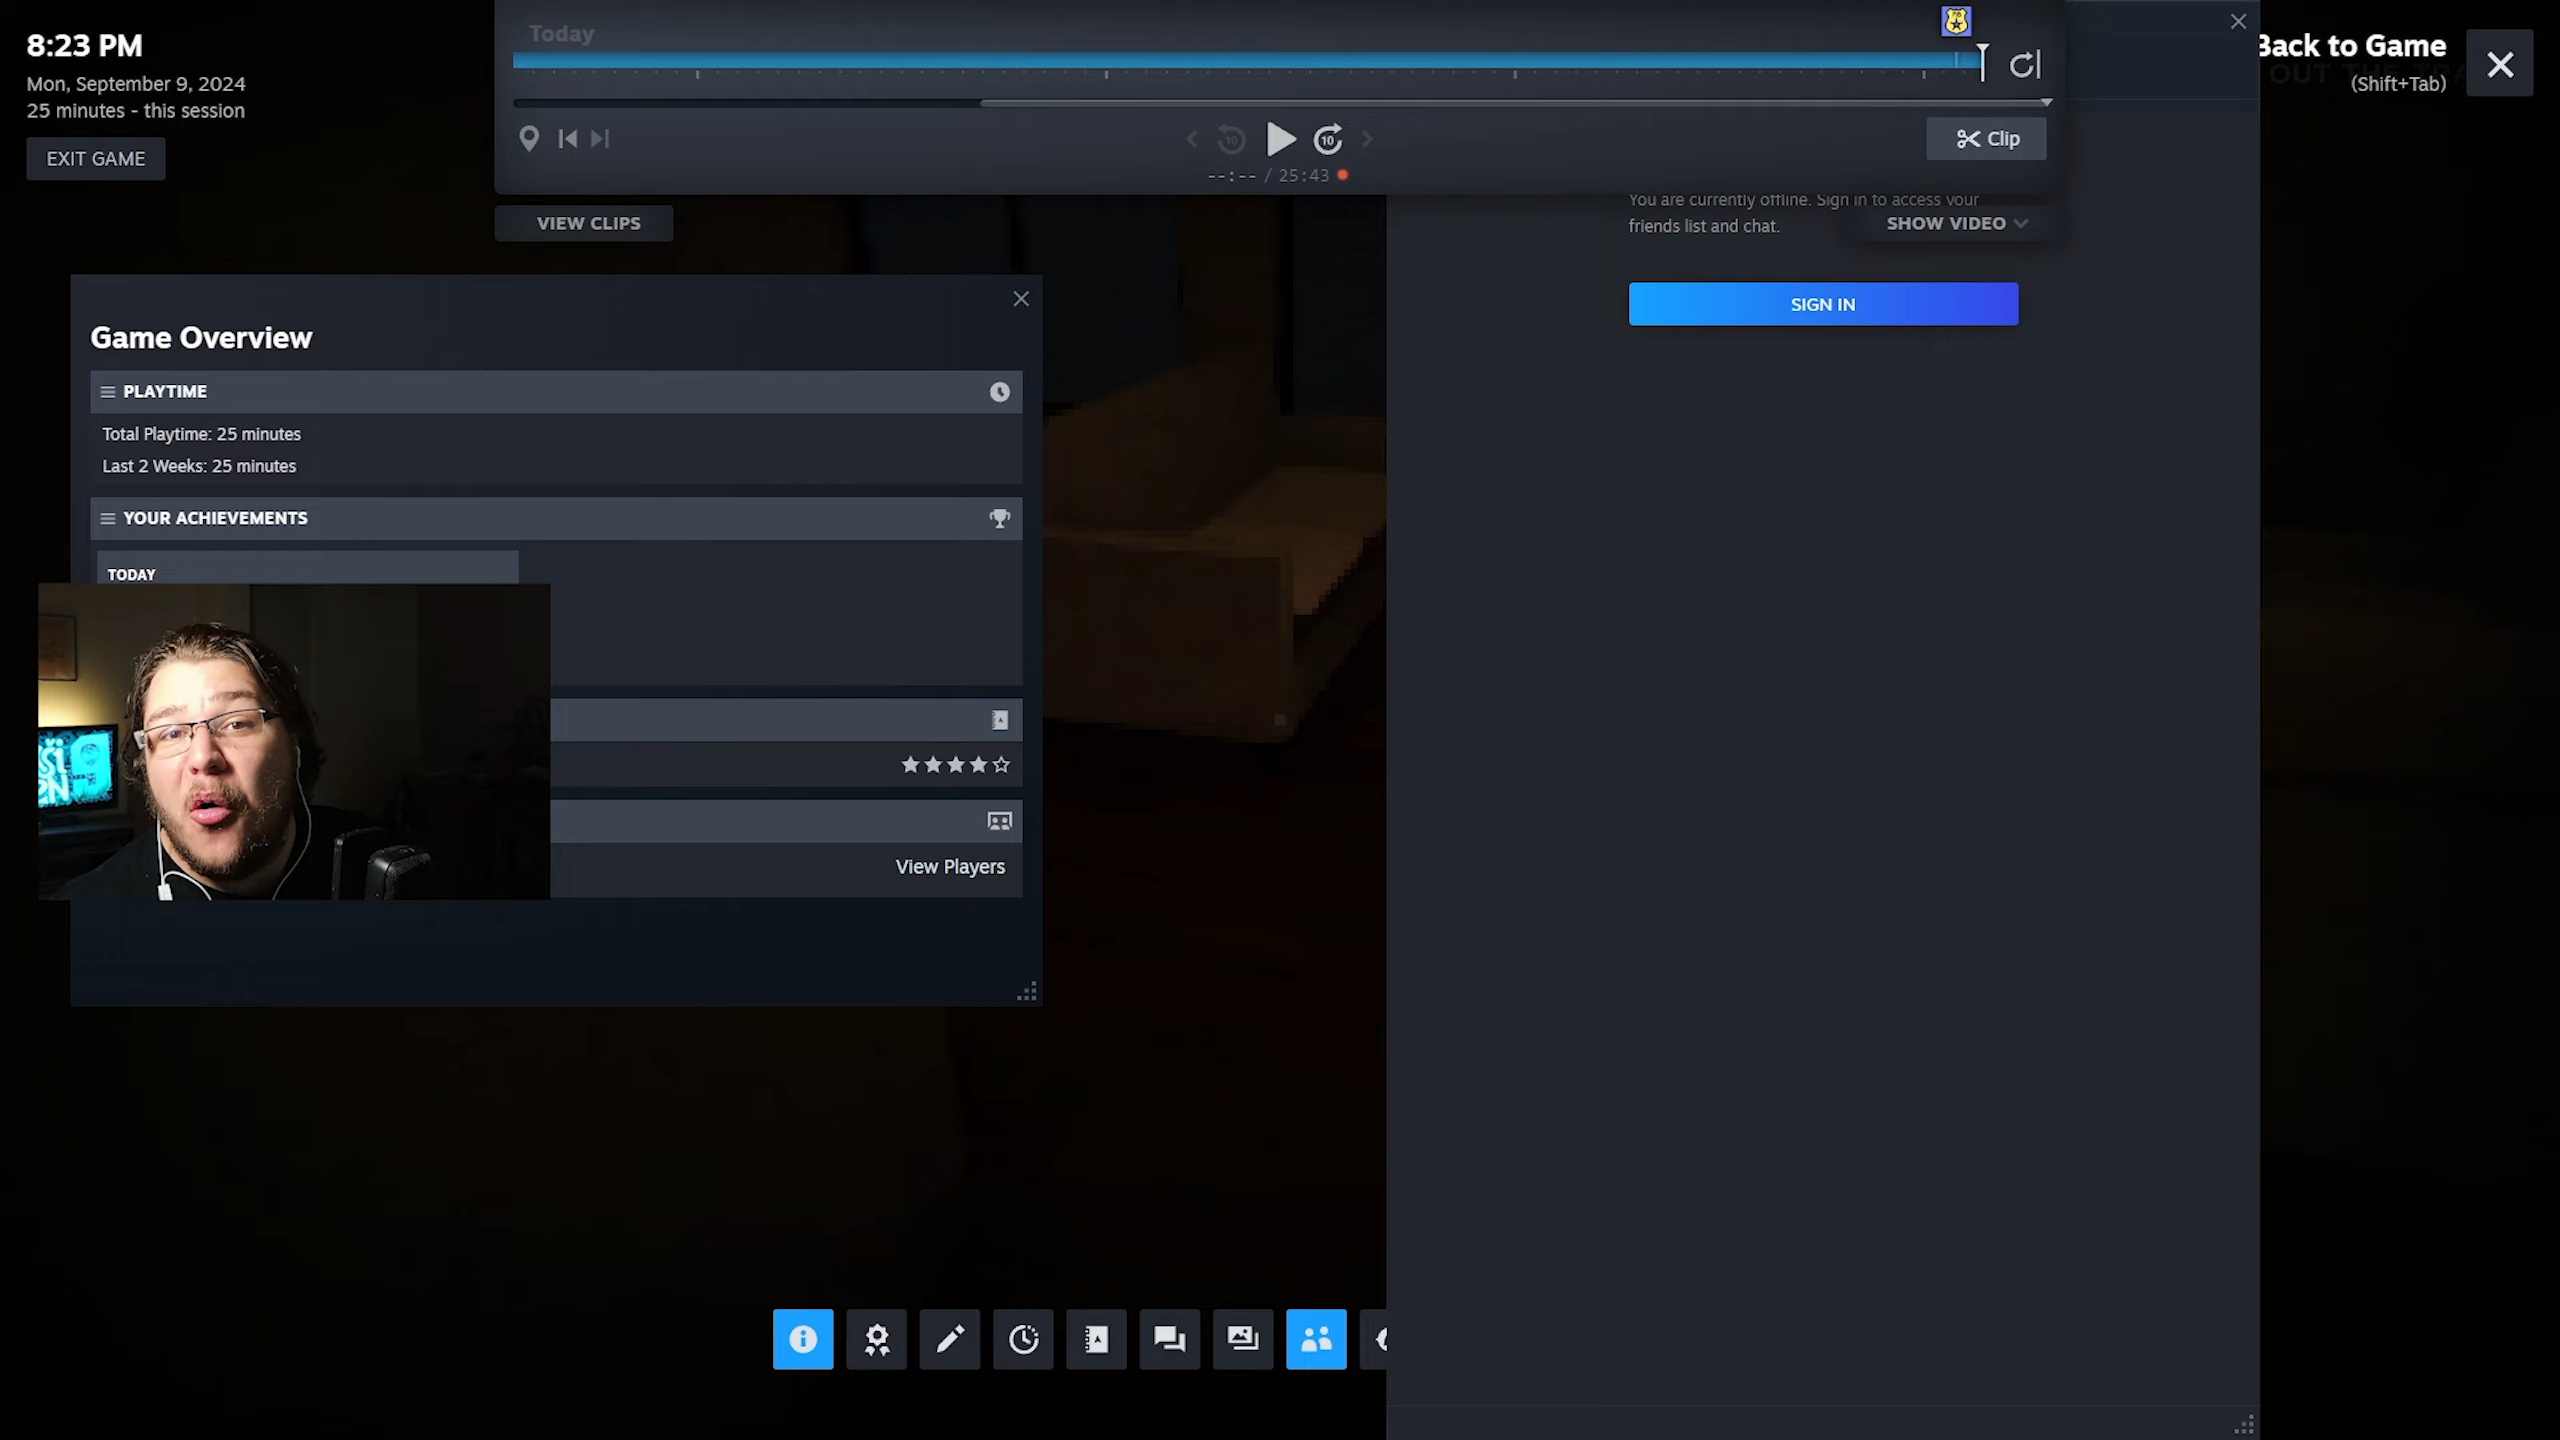 8:23 PM
Mon, September 9, 2024
25 minutes - this session
EXIT GAME
Today
10
10
--:-- / 25:43
Clip
VIEW CLIPS
SHOW VIDEO
Back to Game
(Shift+Tab)
You are currently offline. Sign in to access your
friends list and chat.
SIGN IN
Game Overview
PLAYTIME
Total Playtime: 25 minutes
Last 2 Weeks: 25 minutes
YOUR ACHIEVEMENTS
TODAY
View Players